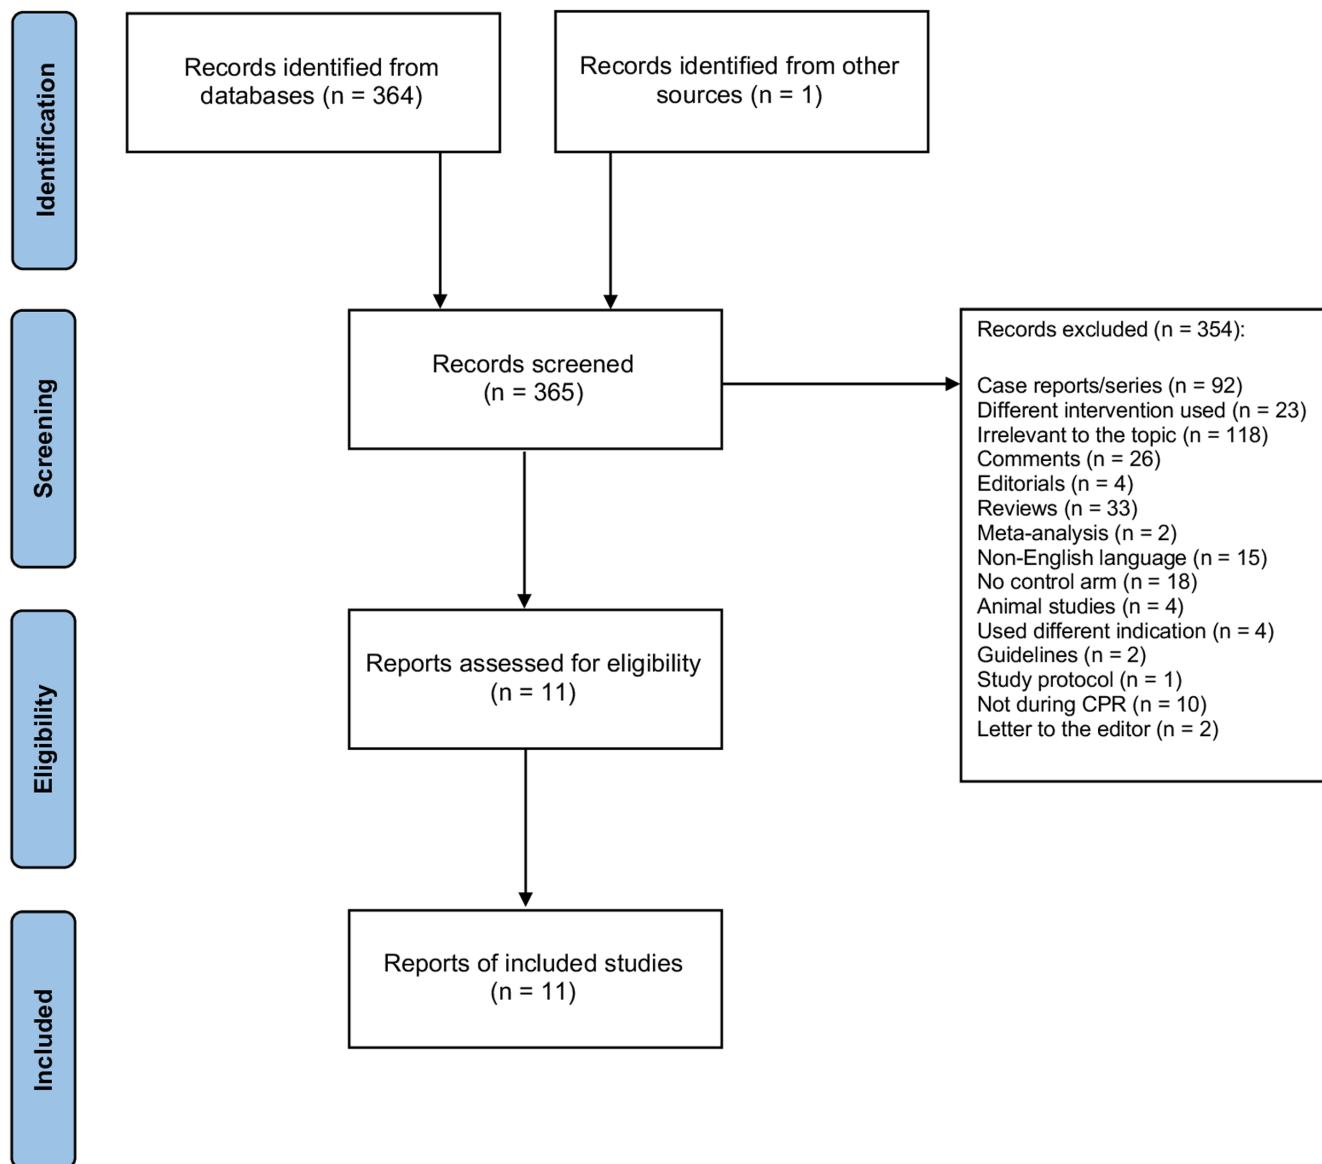 Identification
Records identified from
databases (n = 364)
Records identified from other
sources (n = 1)
Screening
Records screened
(n = 365)
Records excluded (n = 354):
Case reports/series (n = 92)
Different intervention used (n = 23)
Irrelevant to the topic (n = 118)
Comments (n = 26)
Editorials (n = 4)
Reviews (n = 33)
Meta-analysis (n = 2)
Non-English language (n = 15)
No control arm (n = 18)
Animal studies (n = 4)
Used different indication (n = 4)
Guidelines (n = 2)
Study protocol (n = 1)
Not during CPR (n = 10)
Letter to the editor (n = 2)
Eligibility
Reports assessed for eligibility
(n = 11)
Included
Reports of included studies
(n = 11)